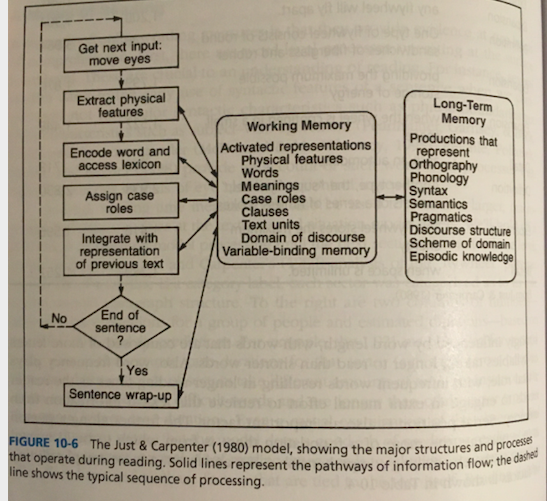 Get next input:
move eyes
Extract physical
features
Encode word and
access lexicon
Assign case
roles
Integrate with
representation
of previous text
No
End of
sentence
?
Yes
Sentence wrap-up
Working Memory
Activated representations
Physical features
Words
Meanings
Case roles
Clauses
Text units
Domain of discourse
Variable-binding memory
Long-Term
Memory
Productions that
represent
Orthography
Phonology
Syntax
Semantics
Pragmatics
Discourse structure
Scheme of domain
Episodic knowledge
FIGURE 10-6 The Just & Carpenter (1980) model, showing the major structures and processes
that operate during reading. Solid lines represent the pathways of information flow; the dashed
line shows the typical sequence of processing.